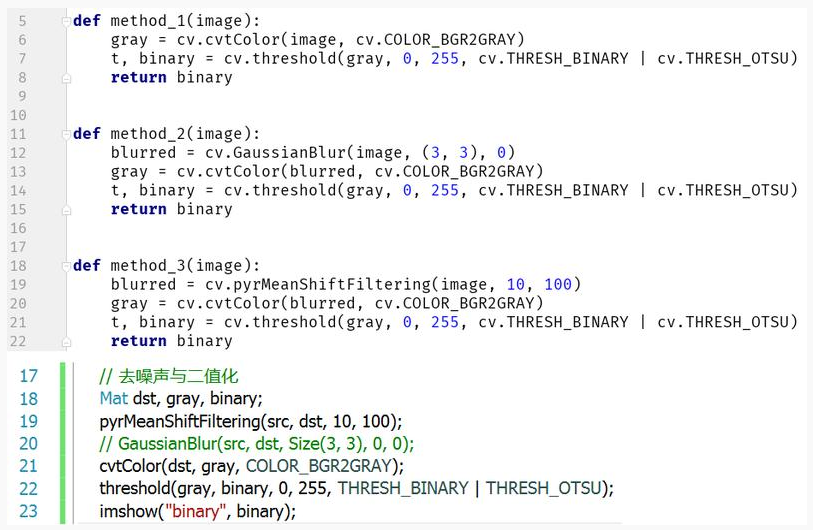 5 def method_1(image):
6     gray = cv.cvtColor(image, cv.COLOR_BGR2GRAY)
7     t, binary = cv.threshold(gray, 0, 255, cv.THRESH_BINARY | cv.THRESH_OTSU)
8     return binary
9
10
11 def method_2(image):
12     blurred = cv.GaussianBlur(image, (3, 3), 0)
13     gray = cv.cvtColor(blurred, cv.COLOR_BGR2GRAY)
14     t, binary = cv.threshold(gray, 0, 255, cv.THRESH_BINARY | cv.THRESH_OTSU)
15     return binary
16
17
18 def method_3(image):
19     blurred = cv.pyrMeanShiftFiltering(image, 10, 100)
20     gray = cv.cvtColor(blurred, cv.COLOR_BGR2GRAY)
21     t, binary = cv.threshold(gray, 0, 255, cv.THRESH_BINARY | cv.THRESH_OTSU)
22     return binary
17 // 去噪声与二值化
18 Mat dst, gray, binary;
19 pyrMeanShiftFiltering(src, dst, 10, 100);
20 // GaussianBlur(src, dst, Size(3, 3), 0, 0);
21 cvtColor(dst, gray, COLOR_BGR2GRAY);
22 threshold(gray, binary, 0, 255, THRESH_BINARY | THRESH_OTSU);
23 imshow("binary", binary);